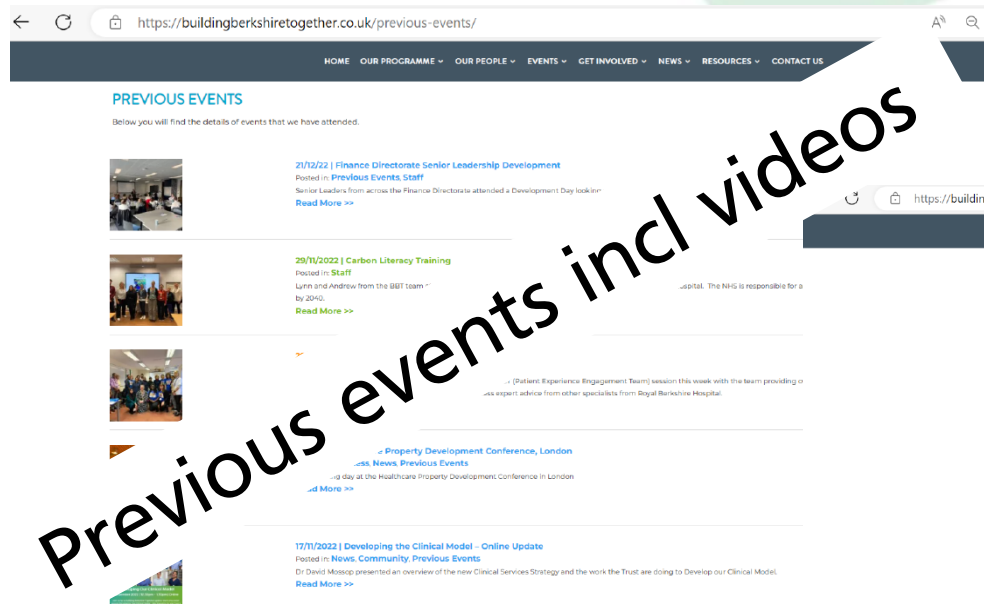 https://buildingberkshiretogether.co.uk/previous-events/
HOME OUR PROGRAMME OUR PEOPLE EVENTS GET INVOLVED NEWS RESOURCES CONTACT US
PREVIOUS EVENTS
Below you will find the details of events that we have attended.
21/12/22 | Finance Directorate Senior Leadership Development
Posted in: Previous Events, Staff
Senior Leaders from across the Finance Directorate attended a Development Day
Read More >>
https://buildin
29/11/2022 | Carbon Literacy Training
Posted in: Staff
Lynn and Andrew from the BBT team
The NHS is responsible for a
by 2040.
Read More >>
(Patient Experience Engagement Team) session this week with the team providing
expert advice from other specialists from Royal Berkshire Hospital
Property Development Conference, London
News, Previous Events
day at the Healthcare Property Development Conference in London
More >>
17/11/2022 | Developing the Clinical Model – Online Update
Posted in: News, Community, Previous Events
Dr David Mossop presented an overview of the new Clinical Services Strategy and the work the Trust are doing to Develop our Clinical Model.
Read More >>
Previous events incl videos